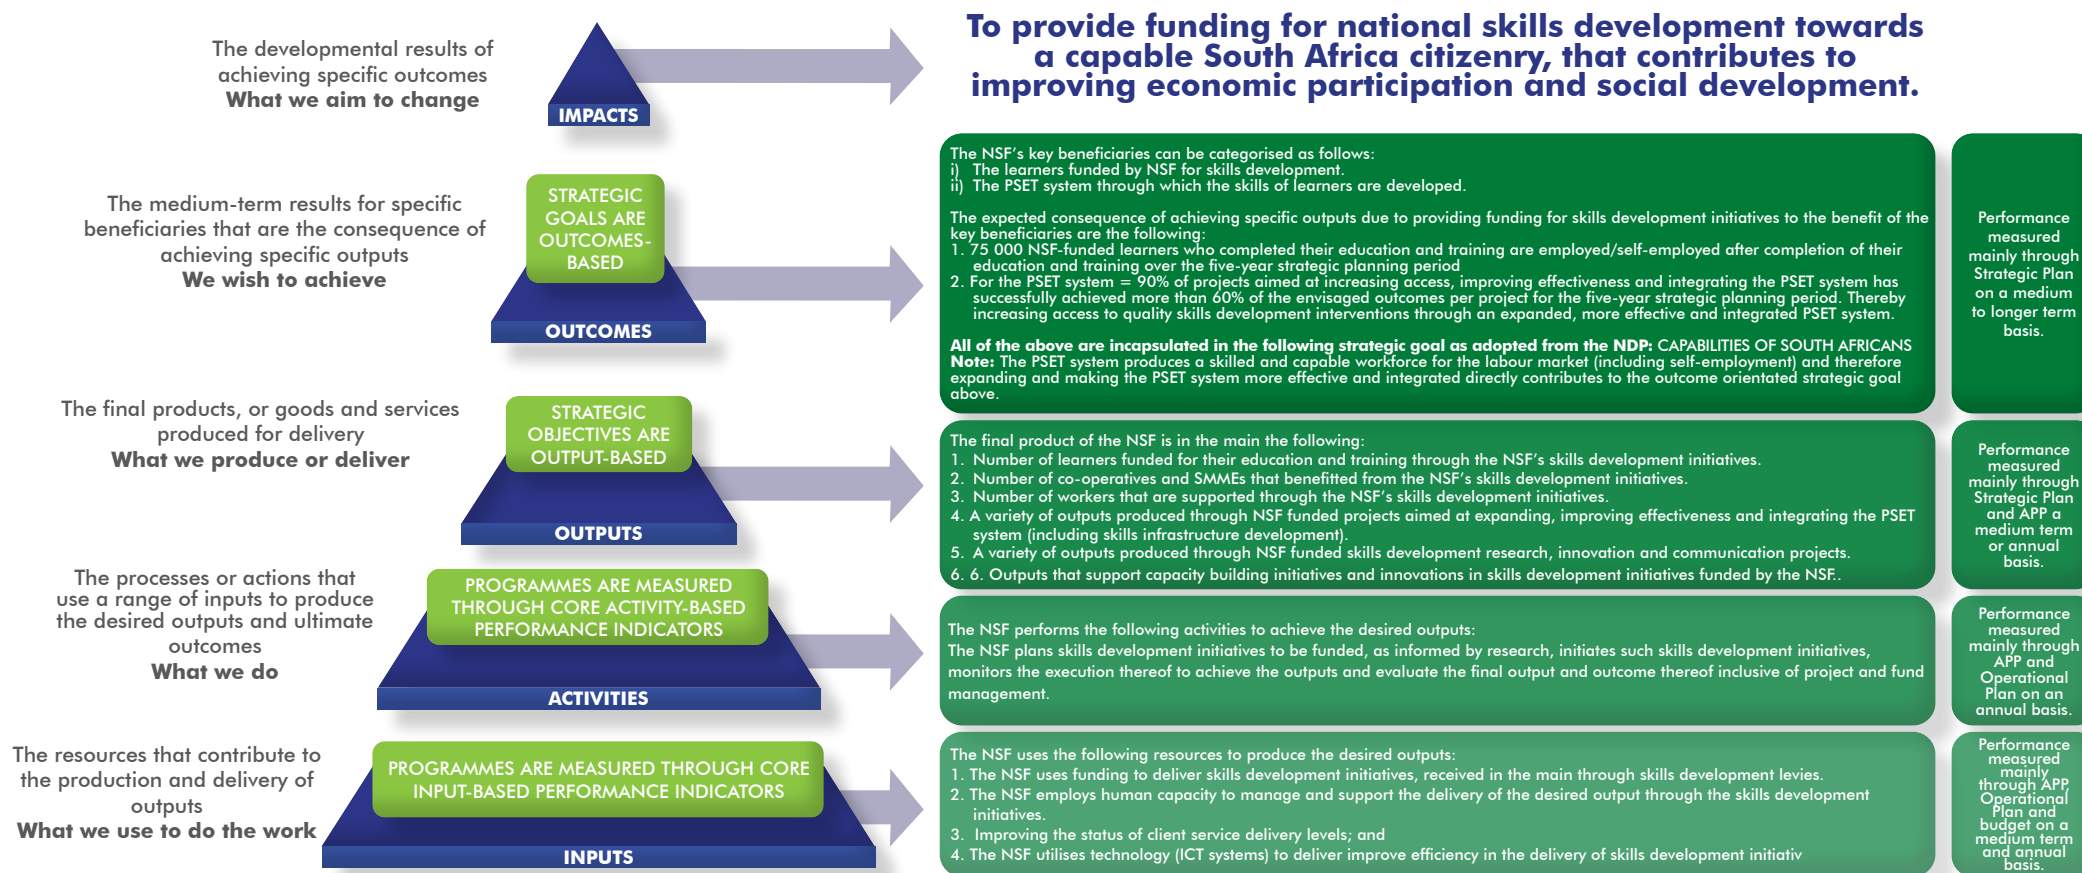 The developmental results of
achieving specific outcomes
What we aim to change
IMPACTS
To provide funding for national skills development towards
a capable South Africa citizenry, that contributes to
improving economic participation and social development.
The medium-term results for specific
beneficiaries that are the consequence of
achieving specific outputs
We wish to achieve
STRATEGIC
GOALS ARE
OUTCOMES-
BASED
OUTCOMES
The NSF's key beneficiaries can be categorised as follows:
i) The learners funded by NSF for skills development.
ii) The PSET system through which the skills of learners are developed.
The expected consequence of achieving specific outputs due to providing funding for skills development initiatives to the benefit of the
key beneficiaries are the following:
1. 75 000 NSF-funded learners who completed their education and training are employed/self-employed after completion of their
education and training over the five-year strategic planning period
2. For the PSET system = 90% of projects aimed at increasing access, improving effectiveness and integrating the PSET system has
successfully achieved more than 60% of the envisaged outcomes per project for the five-year strategic planning period. Thereby
increasing access to quality skills development interventions through an expanded, more effective and integrated PSET system.
All of the above are incapsulated in the following strategic goal as adopted from the NDP: CAPABILITIES OF SOUTH AFRICANS
Note: The PSET system produces a skilled and capable workforce for the labour market (including self-employment) and therefore
expanding and making the PSET system more effective and integrated directly contributes to the outcome orientated strategic goal
above.
Performance
measured
mainly through
Strategic Plan
on a medium
to longer term
basis.
The final products, or goods and services
produced for delivery
What we produce or deliver
STRATEGIC
OBJECTIVES ARE
OUTPUT-BASED
OUTPUTS
The final product of the NSF is in the main the following:
1. Number of learners funded for their education and training through the NSF's skills development initiatives.
2. Number of co-operatives and SMMEs that benefitted from the NSF's skills development initiatives.
3. Number of workers that are supported through the NSF's skills development initiatives.
4. A variety of outputs produced through NSF funded projects aimed at expanding, improving effectiveness and integrating the PSET
system (including skills infrastructure development).
5. A variety of outputs produced through NSF funded skills development research, innovation and communication projects.
6. 6. Outputs that support capacity building initiatives and innovations in skills development initiatives funded by the NSF..
Performance
measured
mainly through
Strategic Plan
and APP a
medium term
or annual
basis.
The processes or actions that
use a range of inputs to produce
the desired outputs and ultimate
outcomes
What we do
PROGRAMMES ARE MEASURED
THROUGH CORE ACTIVITY-BASED
PERFORMANCE INDICATORS
ACTIVITIES
The NSF performs the following activities to achieve the desired outputs:
The NSF plans skills development initiatives to be funded, as informed by research, initiates such skills development initiatives,
monitors the execution thereof to achieve the outputs and evaluate the final output and outcome thereof inclusive of project and fund
management.
Performance
measured
mainly through
APP and
Operational
Plan on an
annual basis.
The resources that contribute to
the production and delivery of
outputs
What we use to do the work
PROGRAMMES ARE MEASURED THROUGH CORE
INPUT-BASED PERFORMANCE INDICATORS
INPUTS
The NSF uses the following resources to produce the desired outputs:
1. The NSF uses funding to deliver skills development initiatives, received in the main through skills development levies.
2. The NSF employs human capacity to manage and support the delivery of the desired output through the skills development
initiatives.
3. Improving the status of client service delivery levels; and
4. The NSF utilises technology (ICT systems) to deliver improve efficiency in the delivery of skills development initiativ
Performance
measured
mainly
through APP,
Operational
Plan and
budget on a
medium term
and annual
basis.